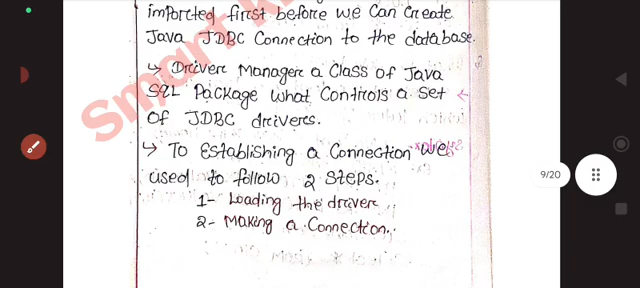 imported first before we can create
Java JDBC Connection to the database.
↳ Driver Manager a Class of Java
SQL Package what Controls a set
Of JDBC drivers.
↳ To Establishing a Connection we
used to follow 2 steps.
1- Loading the driver
2- Making a Connection..
9/20